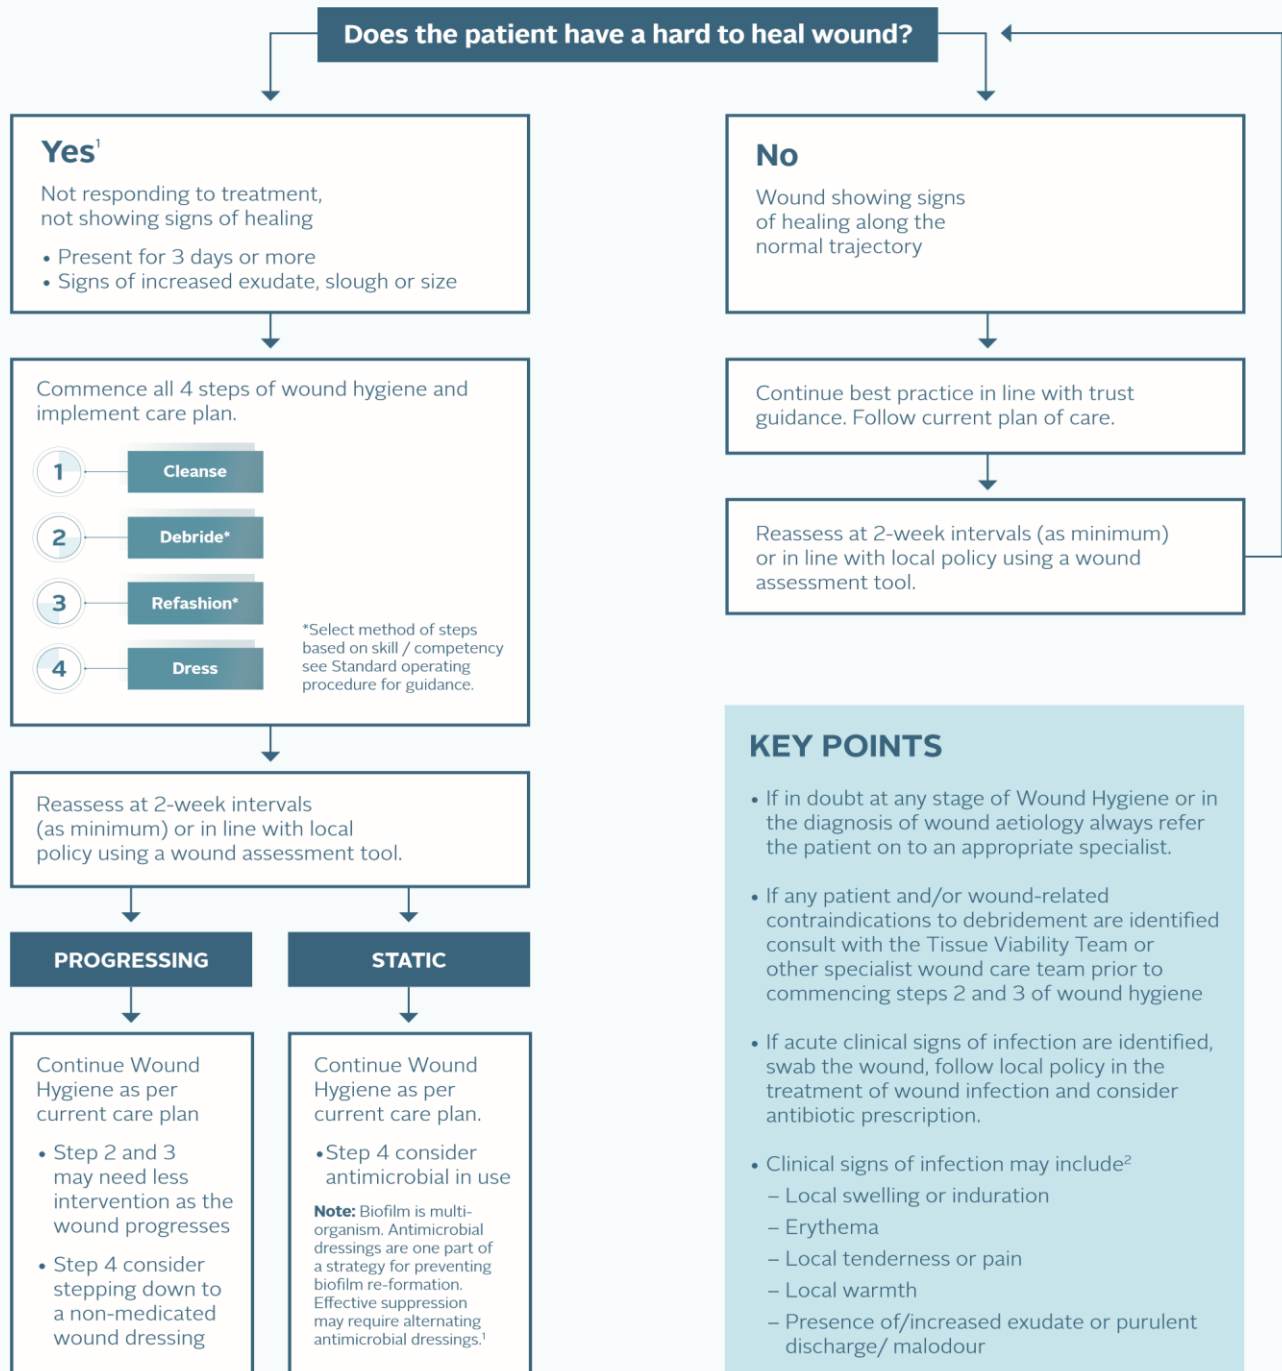 Does the patient have a hard to heal wound?
Yes¹
Not responding to treatment,
not showing signs of healing
• Present for 3 days or more
• Signs of increased exudate, slough or size
Commence all 4 steps of wound hygiene and
implement care plan.
1 Cleanse
2 Debride*
3 Refashion*
4 Dress
*Select method of steps
based on skill / competency
see Standard operating
procedure for guidance.
Reassess at 2-week intervals
(as minimum) or in line with local
policy using a wound assessment tool.
PROGRESSING
Continue Wound
Hygiene as per
current care plan
• Step 2 and 3
may need less
intervention as the
wound progresses
• Step 4 consider
stepping down to
a non-medicated
wound dressing
STATIC
Continue Wound
Hygiene as per
current care plan.
• Step 4 consider
antimicrobial in use
Note: Biofilm is multi-
organism. Antimicrobial
dressings are one part of
a strategy for preventing
biofilm re-formation.
Effective suppression
may require alternating
antimicrobial dressings.¹
No
Wound showing signs
of healing along the
normal trajectory
Continue best practice in line with trust
guidance. Follow current plan of care.
Reassess at 2-week intervals (as minimum)
or in line with local policy using a wound
assessment tool.
KEY POINTS
• If in doubt at any stage of Wound Hygiene or in
the diagnosis of wound aetiology always refer
the patient on to an appropriate specialist.
• If any patient and/or wound-related
contraindications to debridement are identified
consult with the Tissue Viability Team or
other specialist wound care team prior to
commencing steps 2 and 3 of wound hygiene
• If acute clinical signs of infection are identified,
swab the wound, follow local policy in the
treatment of wound infection and consider
antibiotic prescription.
• Clinical signs of infection may include²
– Local swelling or induration
– Erythema
– Local tenderness or pain
– Local warmth
– Presence of/increased exudate or purulent
discharge/ malodour